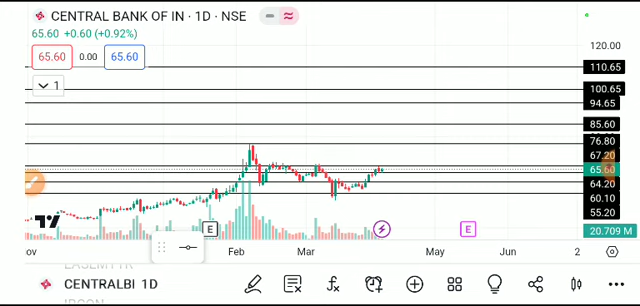 CENTRAL BANK OF IN · 1D · NSE
65.60 +0.60 (+0.92%)
65.60 0.00 65.60
1
120.00
110.65
100.65
94.65
85.60
76.80
67.20
65.60
64.20
60.10
55.20
20.709 M
E
E
Feb Mar May Jun 2
CENTRALBI 1D